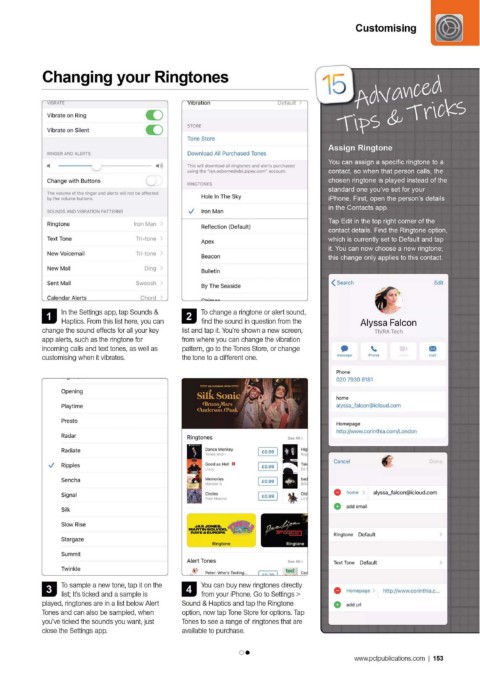 Customising
Changing your Ringtones
VIBRATE
Vibrate on Ring
Vibrate on Silent
RINGER AND ALERTS
Change with Buttons
The volume of the ringer and alerts will not be affected
by the volume buttons.
SOUNDS AND VIBRATION PATTERNS
Ringtone Iron Man >
Text Tone Tri-tone >
New Voicemail Tri-tone >
New Mail Ding >
Sent Mail Swoosh >
Calendar Alerts Chord >
Vibration Default >
STORE
Tone Store
Download All Purchased Tones
This will download all ringtones and alerts purchased
using the account.
RINGTONES
Hole In The Sky
✓ Iron Man
Reflection (Default)
Apex
Beacon
Bulletin
By The Seaside
Chimes
1 In the Settings app, tap Sounds &
Haptics. From this list here, you can
change the sound effects for all your key
app alerts, such as the ringtone for
incoming calls and text tones, as well as
customising when it vibrates.
2 To change a ringtone or alert sound,
find the sound in question from the
list and tap it. You're shown a new screen,
from where you can change the vibration
pattern, go to the Tones Store, or change
the tone to a different one.
Opening
Playtime
Presto
Radar
Radiate
✓ Ripples
Sencha
Signal
Silk
Slow Rise
Stargaze
Summit
Twinkle
Silk Sonic
Bruno Mars
Anderson .Paak
Ringtones See All >
Dance Monkey
£0.99
Good as Hell
£0.99
Memories
Maroon 5
£0.99
Circles
Post Malone
£0.99
JAX JONES,
MARTIN SOLVEIG,
RAYE & EUROPA
Ringtone
Ringtone
Alert Tones See All >
Peter: Who's Texting...
text
3 To sample a new tone, tap it on the
list; it's ticked and a sample is
played, ringtones are in a list below Alert
Tones and can also be sampled, when
you've ticked the sounds you want, just
close the Settings app.
4 You can buy new ringtones directly
from your iPhone. Go to Settings >
Sound & Haptics and tap the Ringtone
option, now tap Tone Store for options. Tap
Tones to see a range of ringtones that are
available to purchase.
15
Advanced
Tips & Tricks
Assign Ringtone
You can assign a specific ringtone to a
contact, so when that person calls, the
chosen ringtone is played instead of the
standard one you've set for your
iPhone. First, open the person's details
in the Contacts app.
Tap Edit in the top right corner of the
contact details. Find the Ringtone option,
which is currently set to Default and tap
it. You can now choose a new ringtone;
this change only applies to this contact.
< Search Edit
Alyssa Falcon
TIVRA Tech
message Phone mail
Phone
020 7930 8181
home
alyssa_falcon@icloud.com
Homepage
http://www.corinthia.com/London
Cancel Done
home > alyssa_falcon@icloud.com
add email
Ringtone Default >
Text Tone Default >
Homepage > http://www.corinthia.c...
add url
www.pclpublications.com | 153